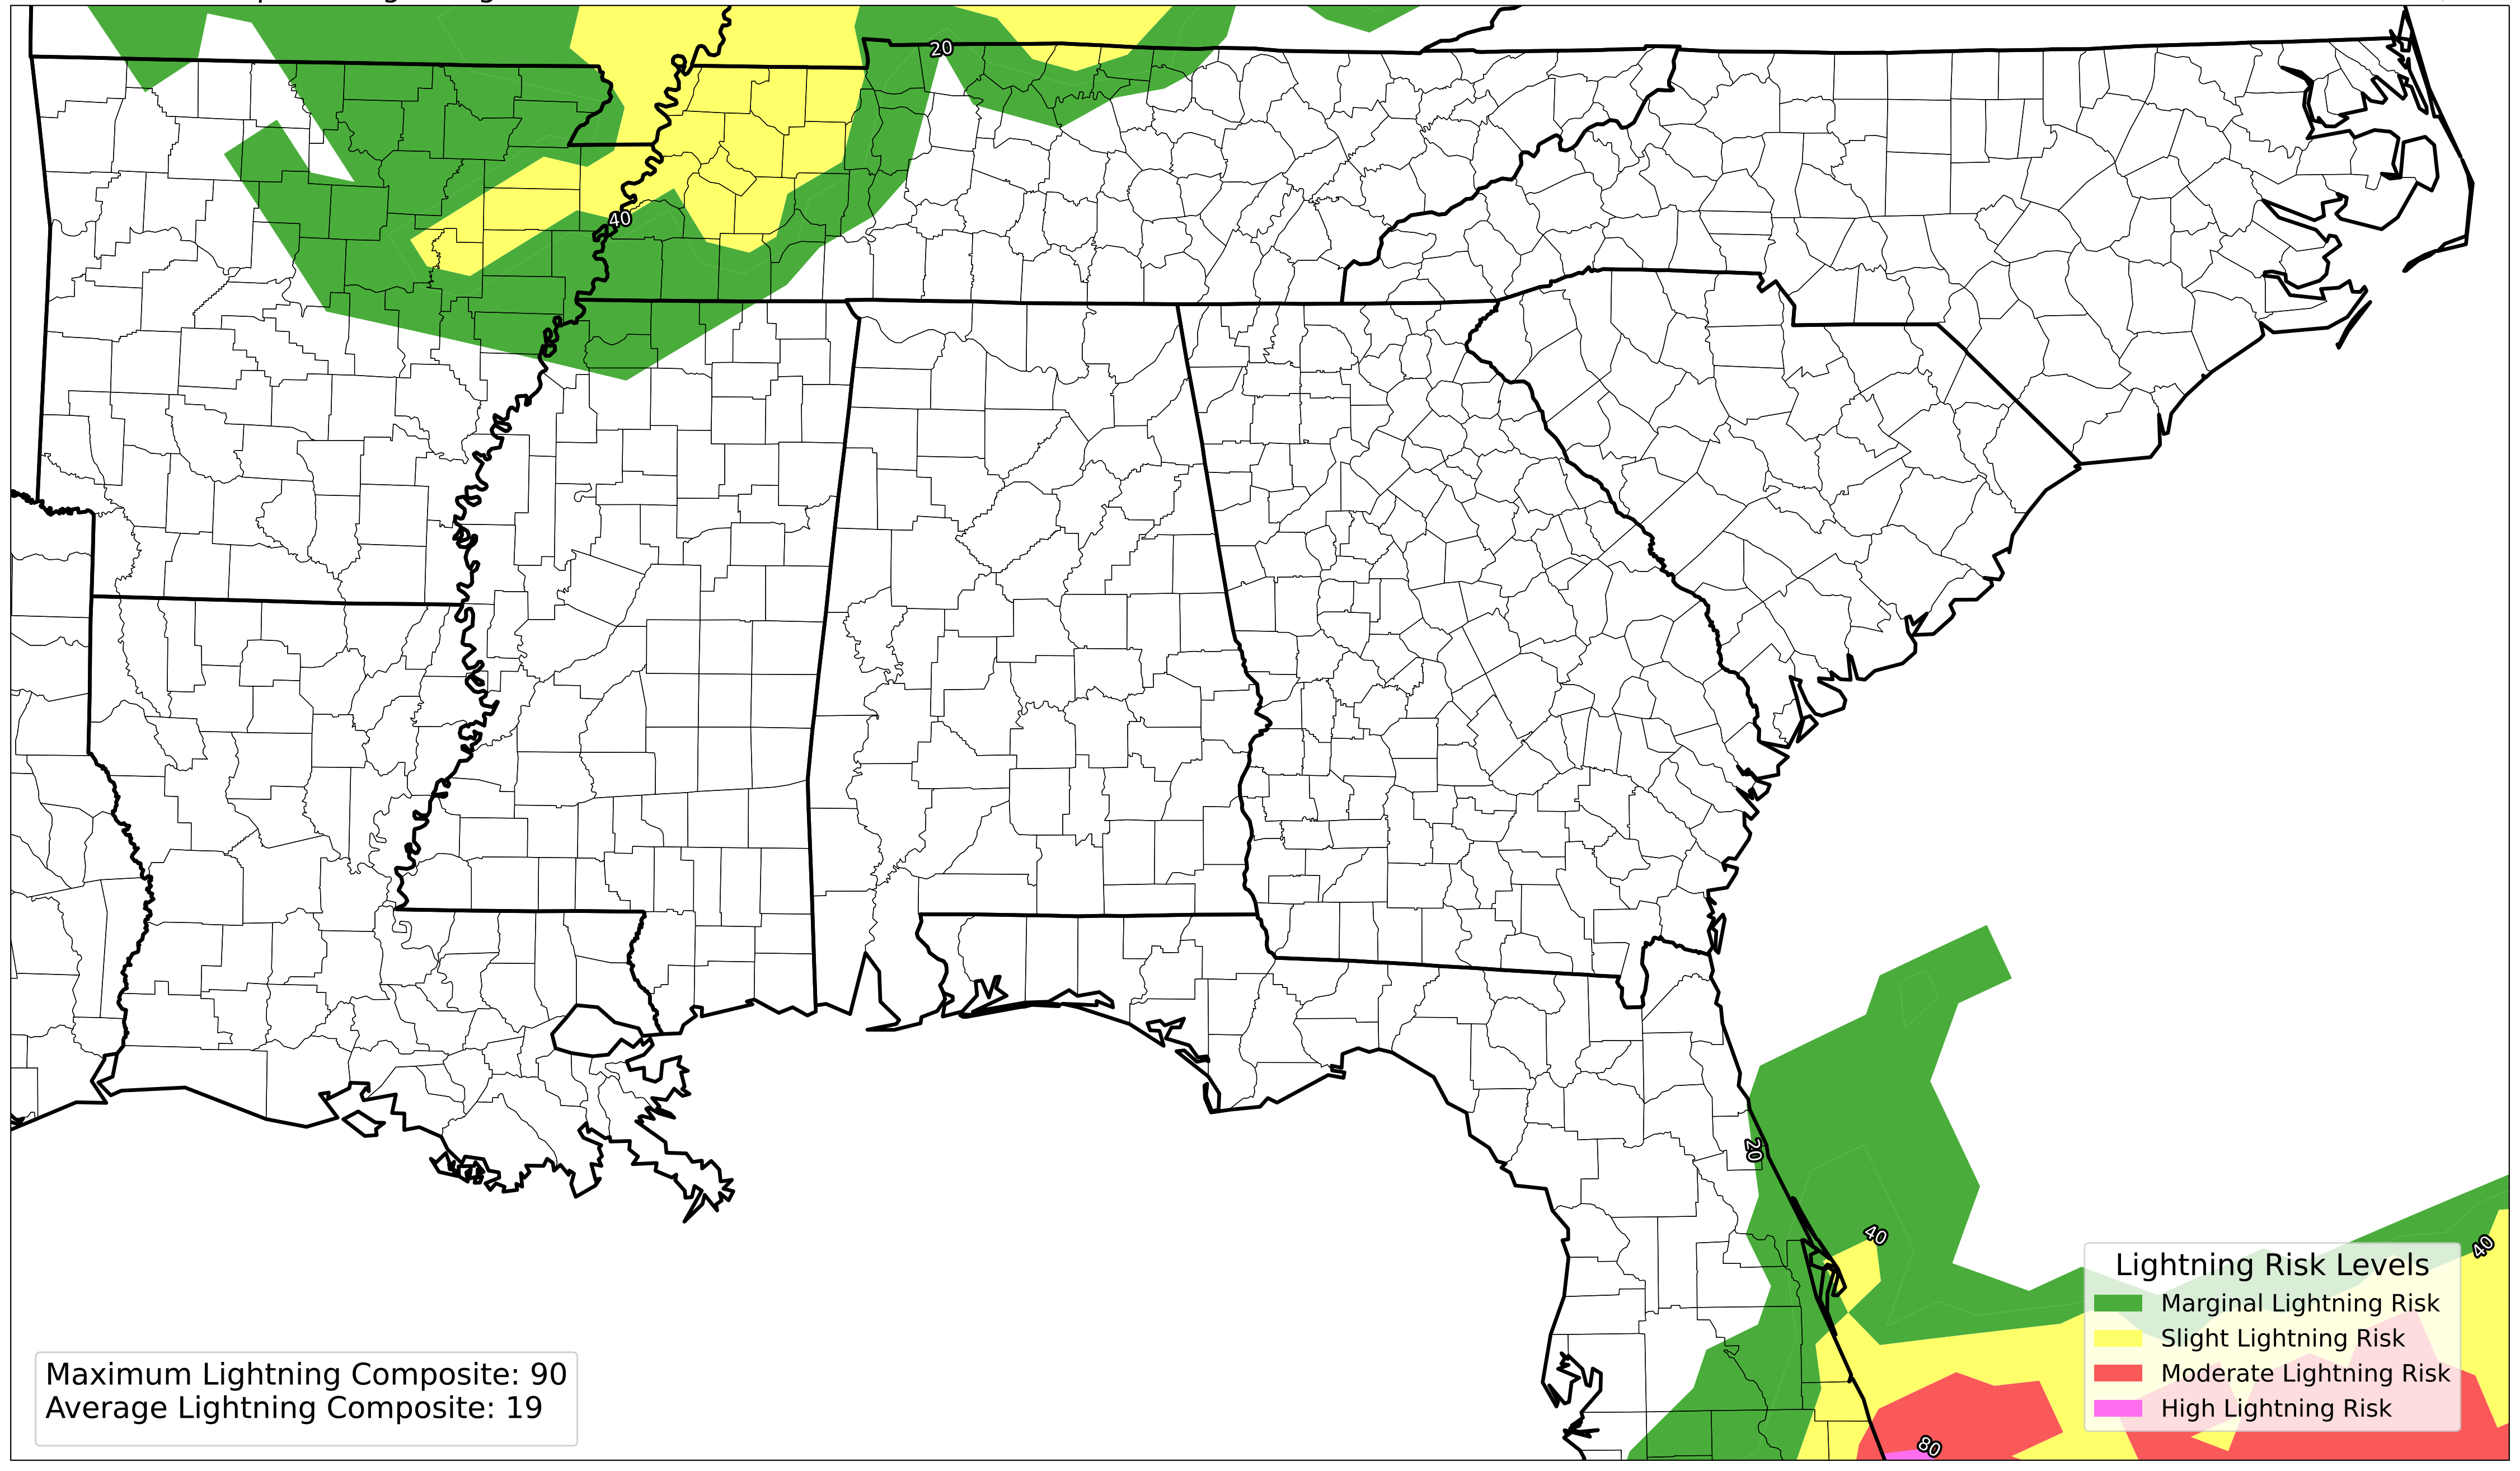 20
40
20
40
40
80
Lightning Risk Levels
Marginal Lightning Risk
Slight Lightning Risk
Moderate Lightning Risk
High Lightning Risk
Maximum Lightning Composite: 90
Average Lightning Composite: 19